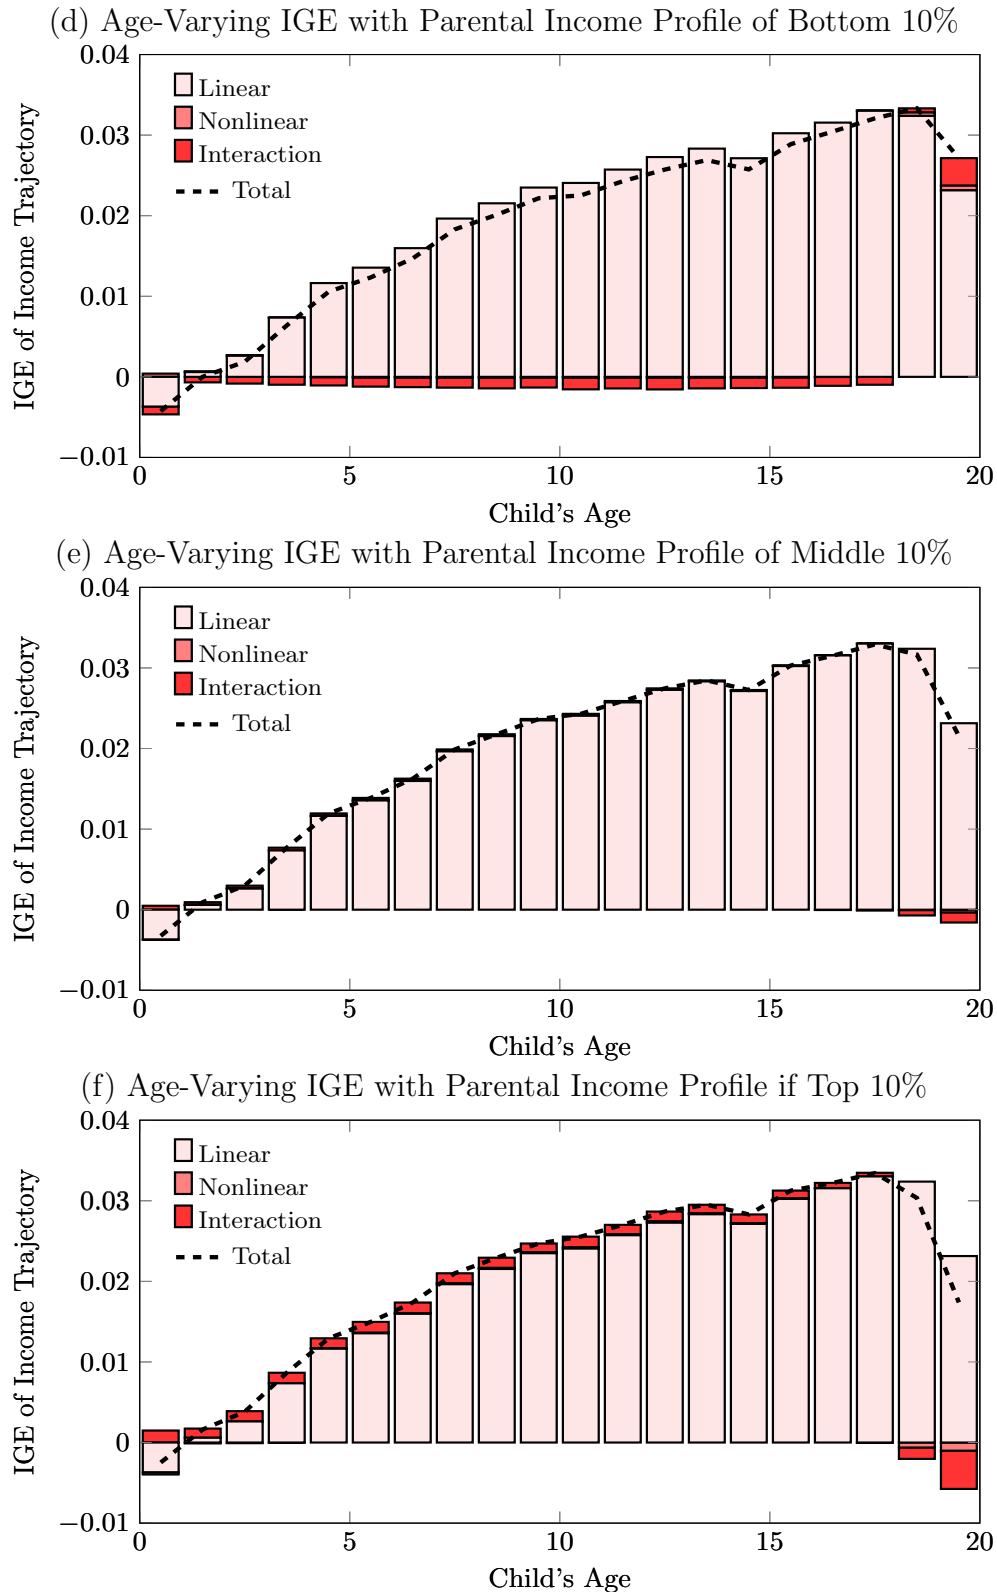 (d) Age-Varying IGE with Parental Income Profile of Bottom 10%
0.04
0.03
0.02
0.01
0
−0.01
IGE of Income Trajectory
Linear
Nonlinear
Interaction
Total
0 5 10 15 20
Child's Age
(e) Age-Varying IGE with Parental Income Profile of Middle 10%
0.04
0.03
0.02
0.01
0
−0.01
IGE of Income Trajectory
Linear
Nonlinear
Interaction
Total
0 5 10 15 20
Child's Age
(f) Age-Varying IGE with Parental Income Profile if Top 10%
0.04
0.03
0.02
0.01
0
−0.01
IGE of Income Trajectory
Linear
Nonlinear
Interaction
Total
0 5 10 15 20
Child's Age